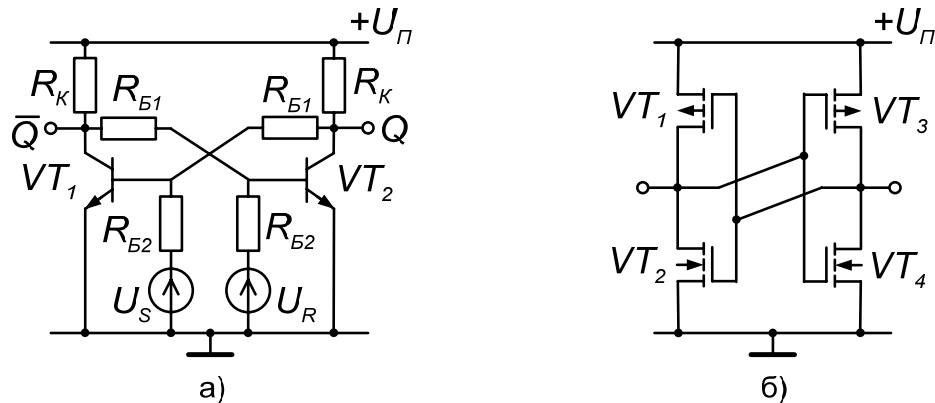 +U_П
R_К
R_Б1
R_Б1
R_К
Q̅
Q
VT_1
VT_2
R_Б2
R_Б2
U_S
U_R
а)
+U_П
VT_1
VT_3
VT_2
VT_4
б)